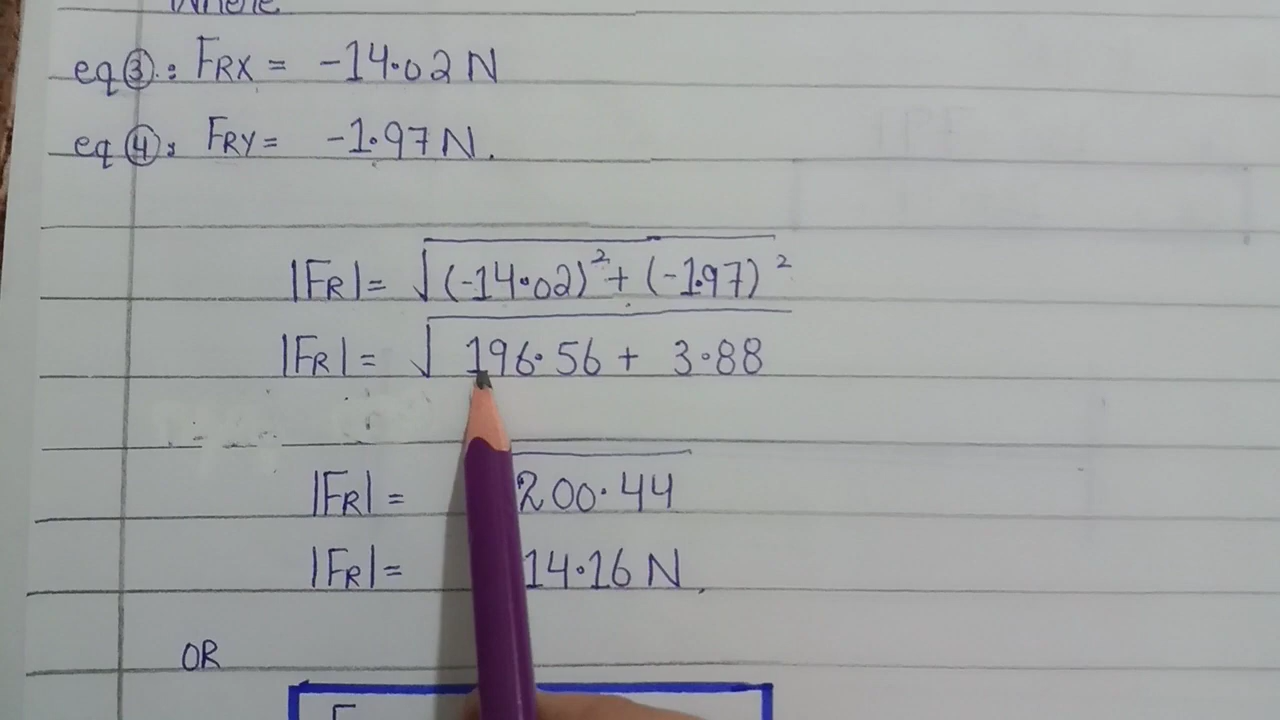 Where
eq③: FRX = -14.02 N
eq④: FRY = -1.97 N.
|FR| = √(-14.02)² + (-1.97)²
|FR| = √196.56 + 3.88
|FR| = 200.44
|FR| = 14.16 N
OR